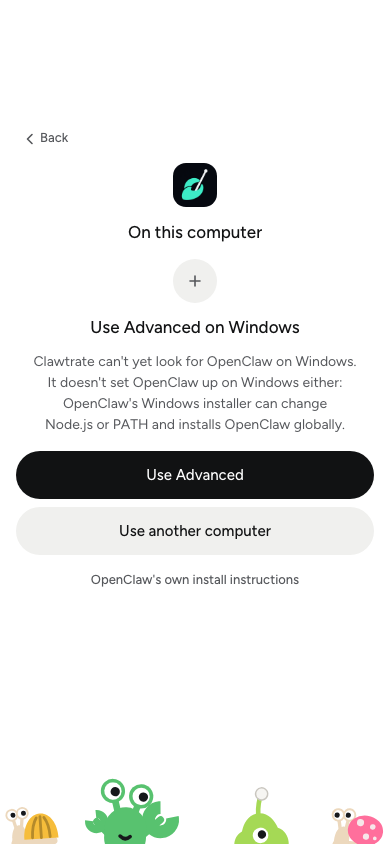 Back
On this computer
Use Advanced on Windows
Clawtrate can't yet look for OpenClaw on Windows.
It doesn't set OpenClaw up on Windows either:
OpenClaw's Windows installer can change
Node.js or PATH and installs OpenClaw globally.
Use Advanced
Use another computer
OpenClaw's own install instructions